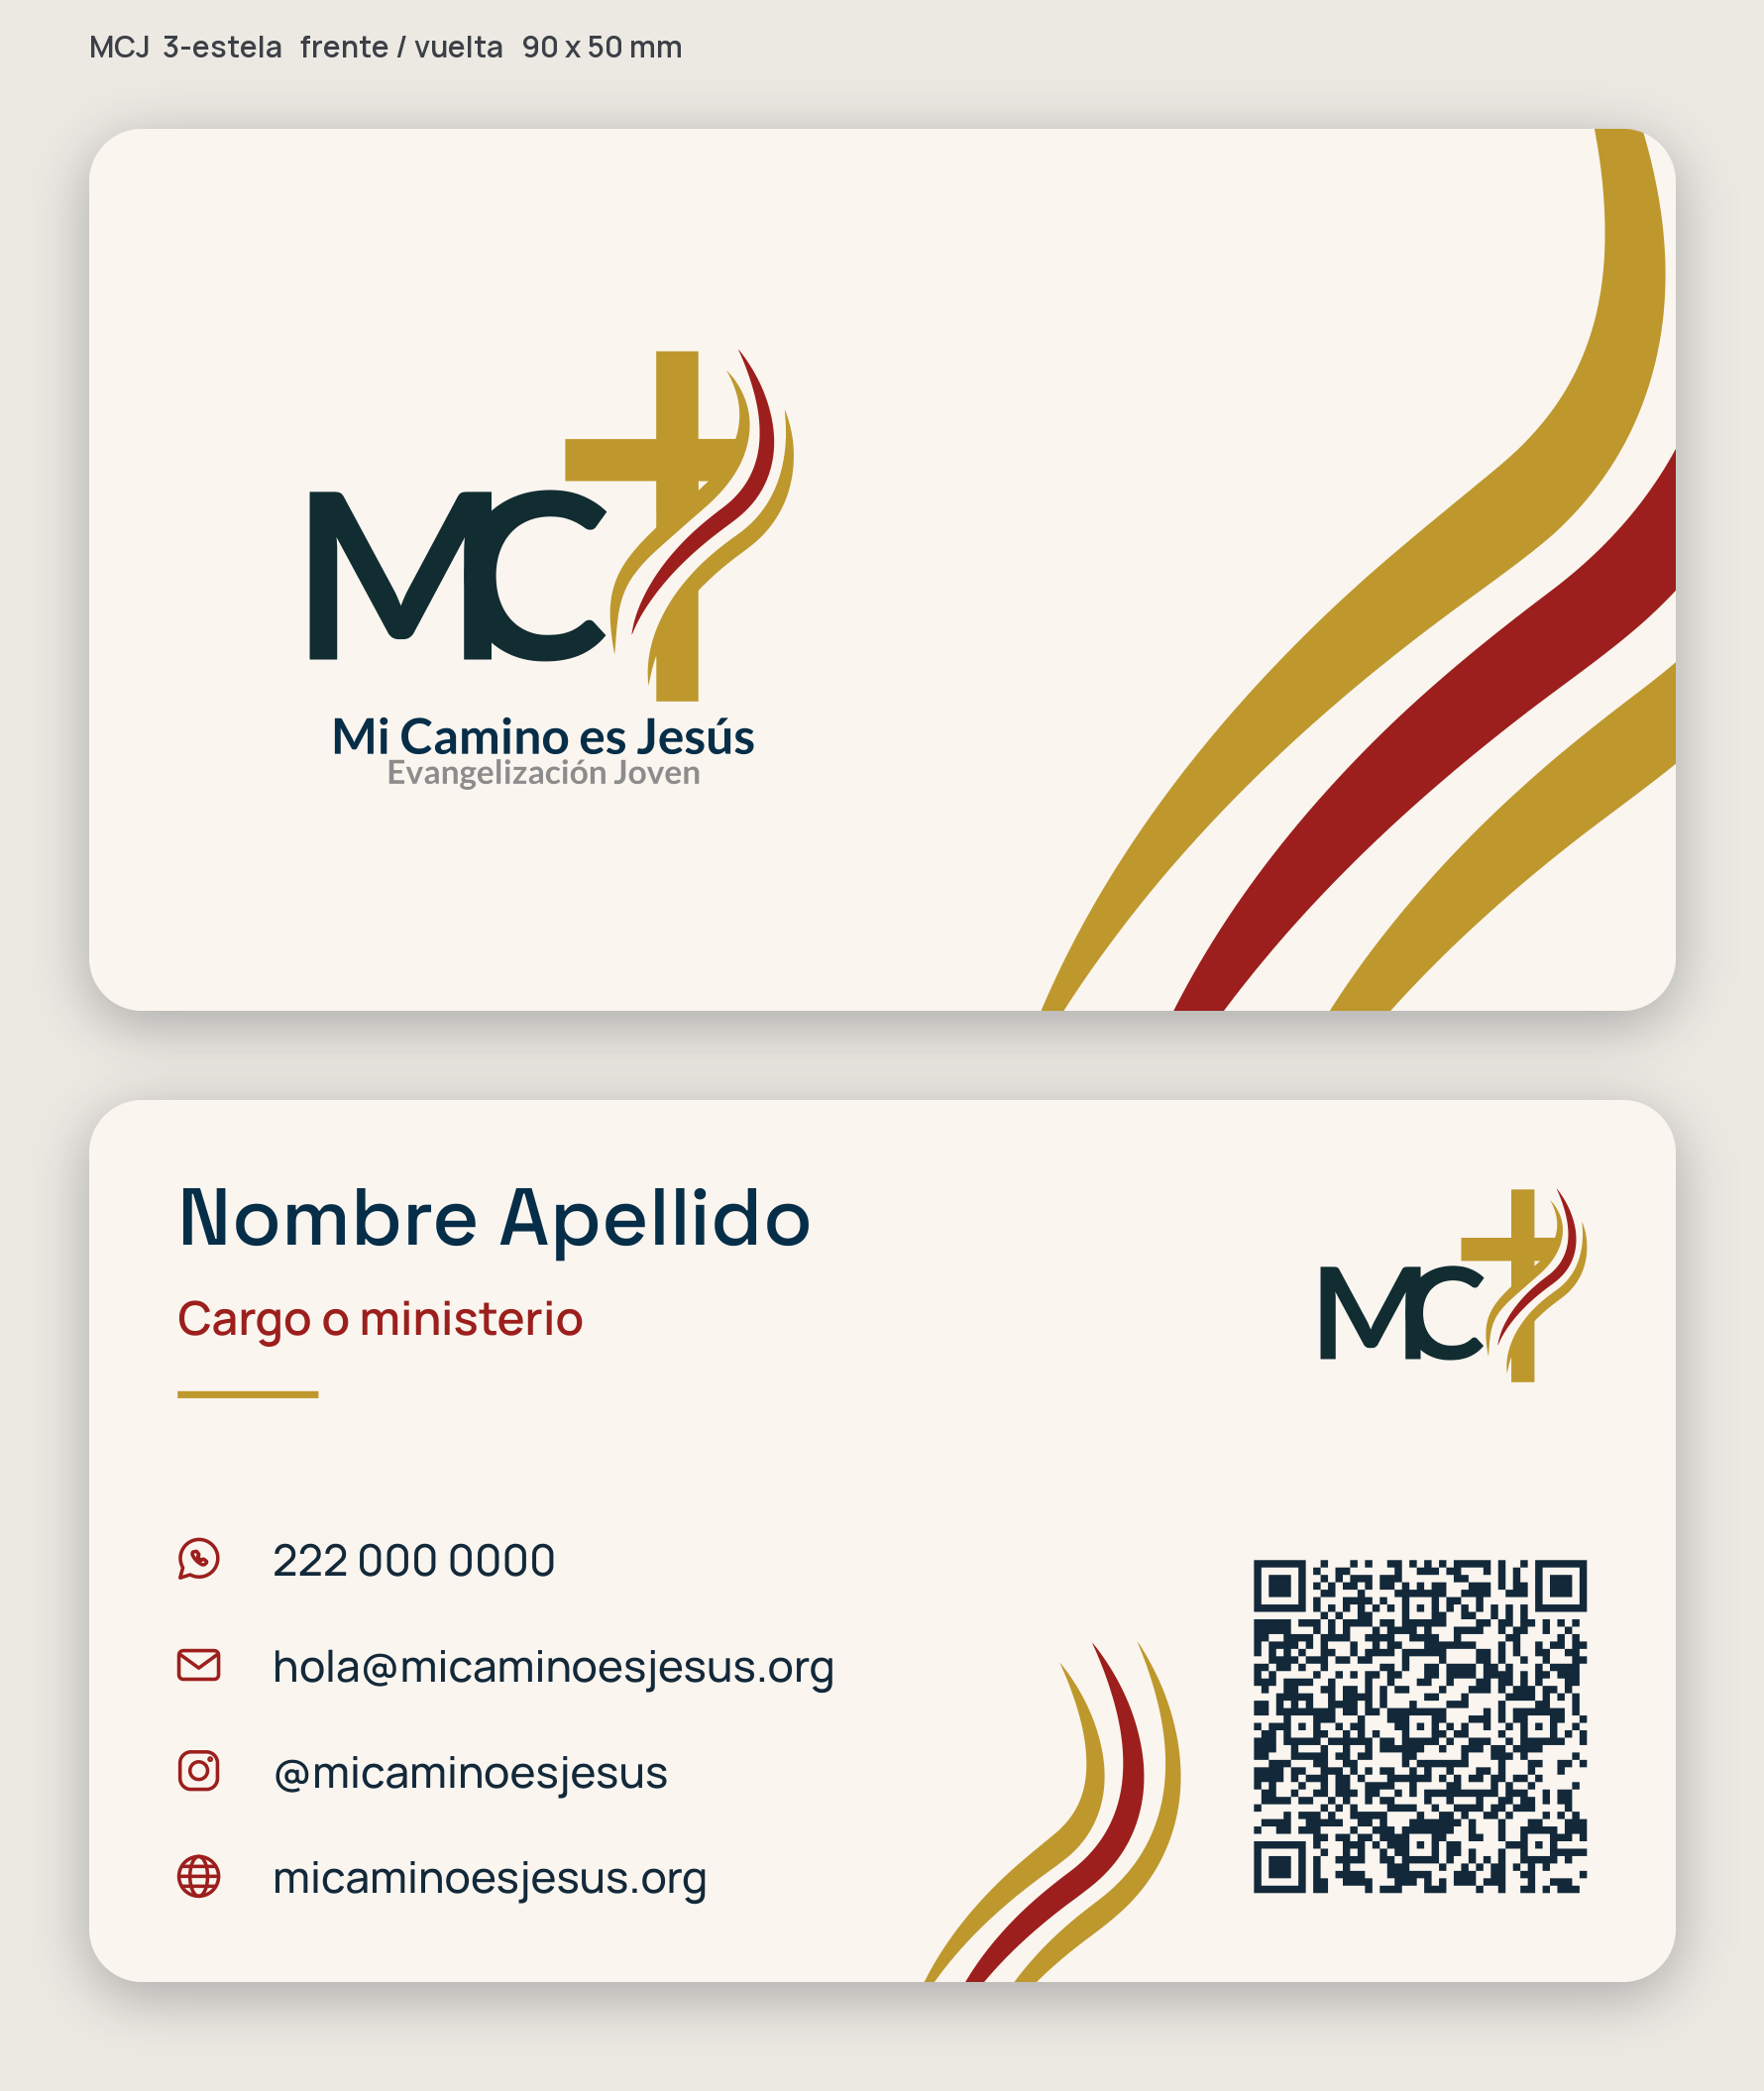 MCJ 3-estela frente / vuelta 90 x 50 mm
MC
Mi Camino es Jesús
Evangelización Joven
Nombre Apellido
MC
Cargo o ministerio
222 000 0000
hola@micaminoesjesus.org
@micaminoesjesus
micaminoesjesus.org